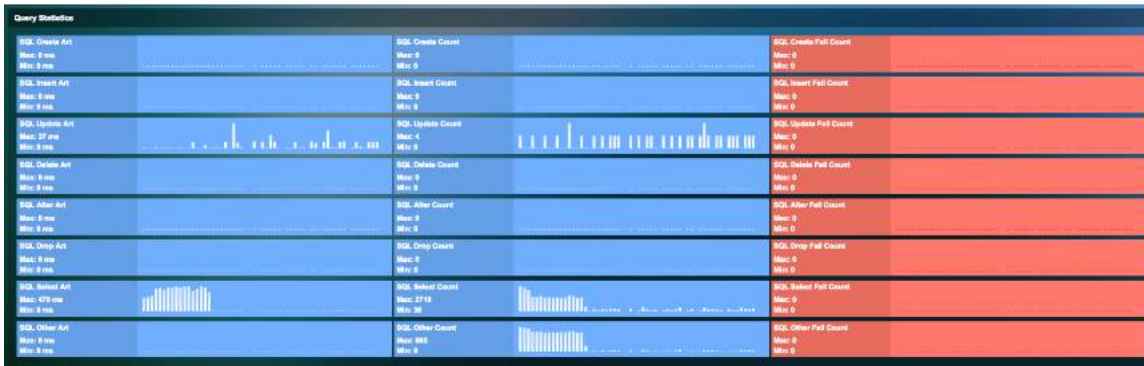 Query Statistics
SQL Create Art
Max: 0 ms
Min: 0 ms
SQL Create Count
Max: 0
Min: 0
SQL Create Fail Count
Max: 0
Min: 0
SQL Insert Art
Max: 0 ms
Min: 0 ms
SQL Insert Count
Max: 0
Min: 0
SQL Insert Fail Count
Max: 0
Min: 0
SQL Update Art
Max: 27 ms
Min: 0 ms
SQL Update Count
Max: 4
Min: 0
SQL Update Fail Count
Max: 0
Min: 0
SQL Delete Art
Max: 0 ms
Min: 0 ms
SQL Delete Count
Max: 0
Min: 0
SQL Delete Fail Count
Max: 0
Min: 0
SQL Alter Art
Max: 0 ms
Min: 0 ms
SQL Alter Count
Max: 0
Min: 0
SQL Alter Fail Count
Max: 0
Min: 0
SQL Drop Art
Max: 0 ms
Min: 0 ms
SQL Drop Count
Max: 0
Min: 0
SQL Drop Fail Count
Max: 0
Min: 0
SQL Select Art
Max: 470 ms
Min: 0 ms
SQL Select Count
Max: 2715
Min: 30
SQL Select Fail Count
Max: 0
Min: 0
SQL Other Art
Max: 0 ms
Min: 0 ms
SQL Other Count
Max: 985
Min: 0
SQL Other Fail Count
Max: 0
Min: 0